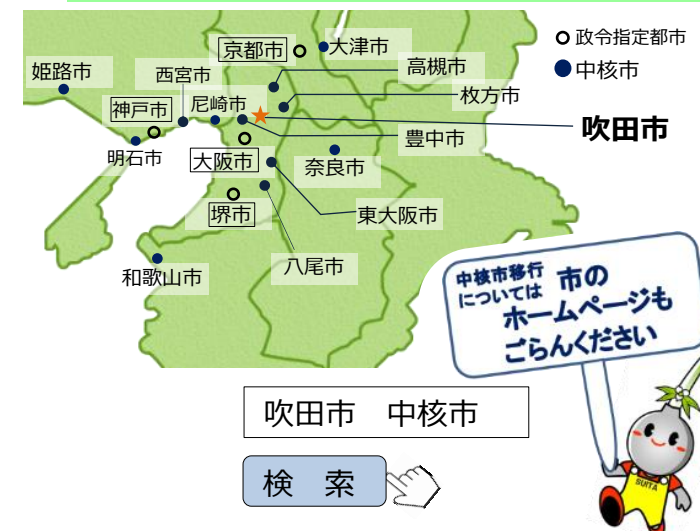 京都市
大津市
政令指定都市
中核市
姫路市
西宮市
高槻市
枚方市
神戸市
尼崎市
吹田市
豊中市
明石市
大阪市
奈良市
堺市
東大阪市
八尾市
和歌山市
中核市移行
については 市の
ホームページも
ごらんください
吹田市 中核市
検 索
SUITA